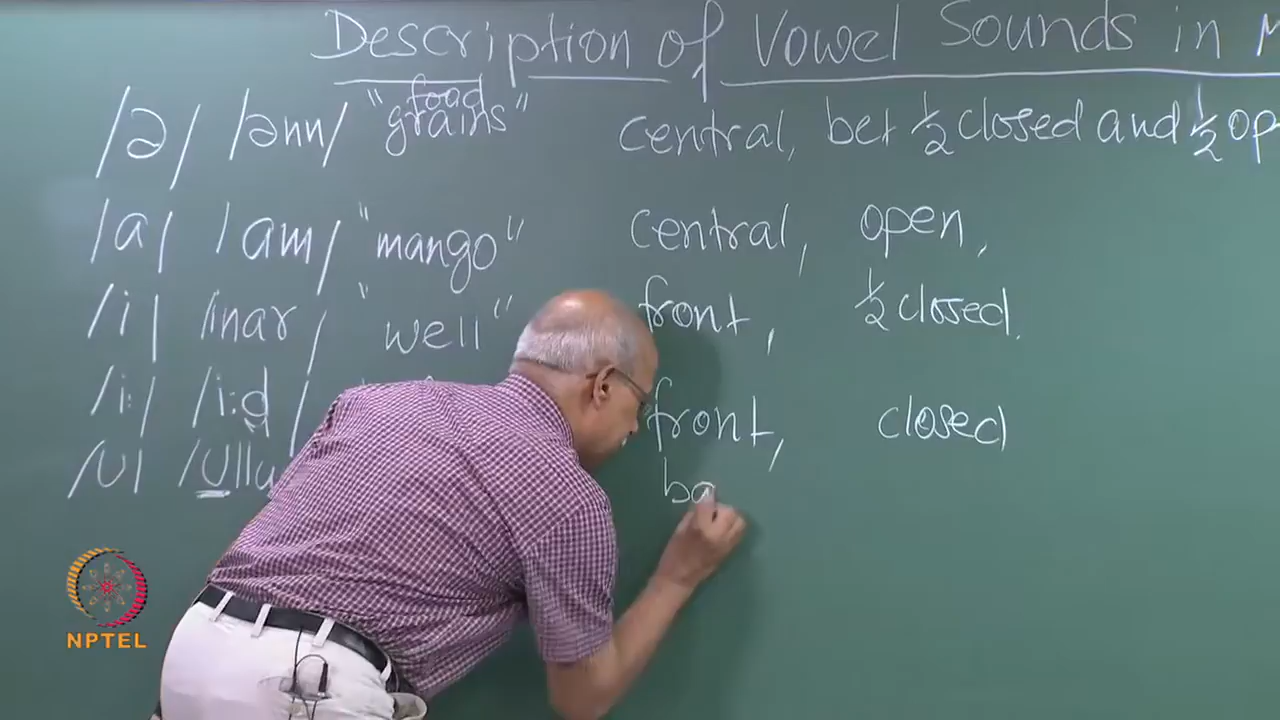 Description of Vowel Sounds in
/ə/ /ənn/ "food grains" central, bet ½ closed and ½ op
/a/ /am/ "mango" central, open,
/i/ /inar/ "well" front, ½ closed.
/i:/ /i:d/ front, closed
/U/ /Ullu ba
NPTEL